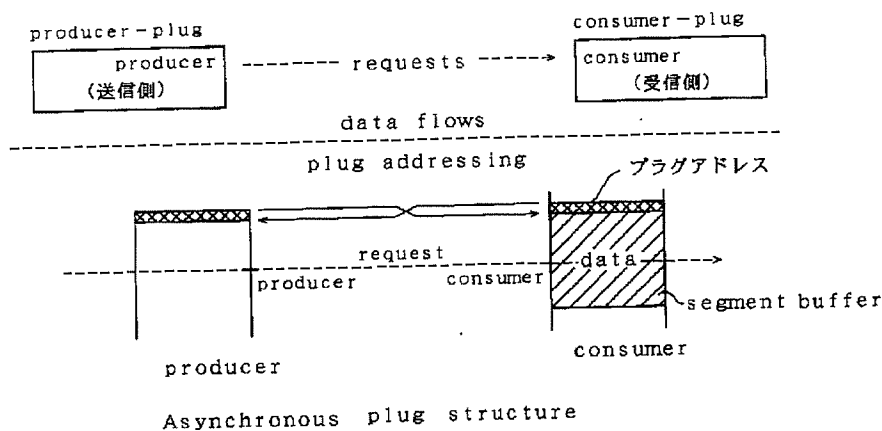 producer-plug
consumer-plug
producer
(送信側)
requests
consumer
(受信側)
data flows
plug addressing
プラグアドレス
request
data
producer
consumer
segment buffer
producer
consumer
Asynchronous plug structure